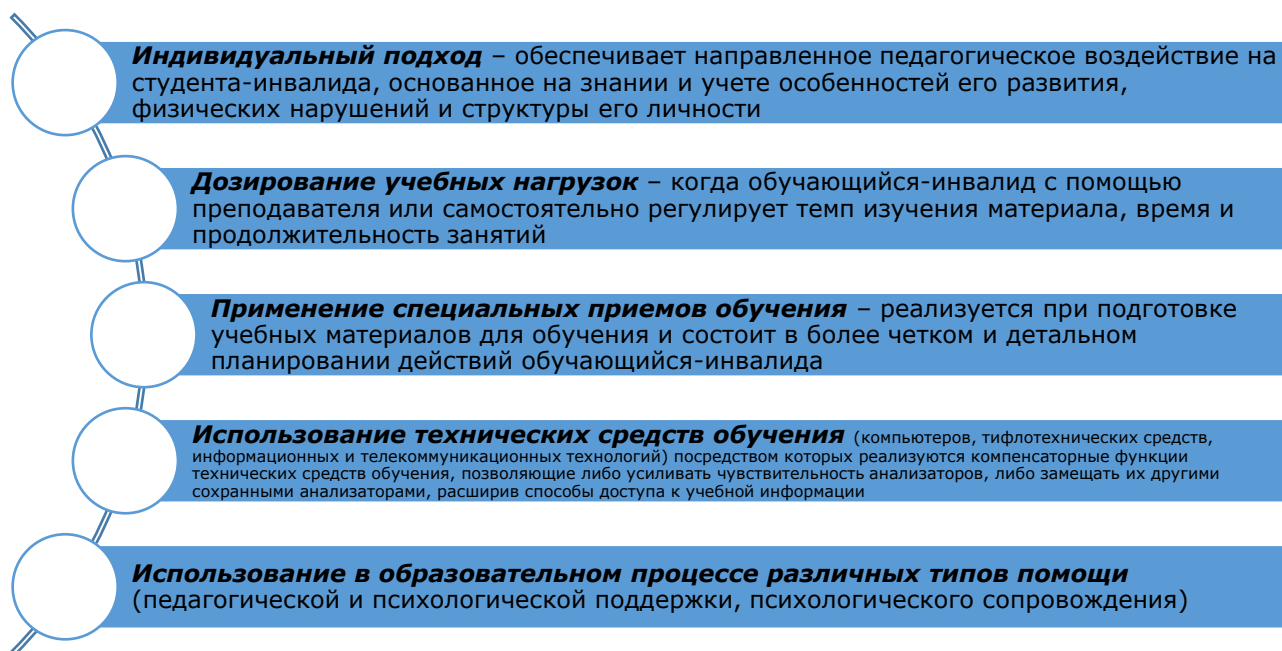 Индивидуальный подход – обеспечивает направленное педагогическое воздействие на
студента-инвалида, основанное на знании и учете особенностей его развития,
физических нарушений и структуры его личности
Дозирование учебных нагрузок – когда обучающийся-инвалид с помощью
преподавателя или самостоятельно регулирует темп изучения материала, время и
продолжительность занятий
Применение специальных приемов обучения – реализуется при подготовке
учебных материалов для обучения и состоит в более четком и детальном
планировании действий обучающийся-инвалида
Использование технических средств обучения (компьютеров, тифлотехнических средств,
информационных и телекоммуникационных технологий) посредством которых реализуются компенсаторные функции
технических средств обучения, позволяющие либо усиливать чувствительность анализаторов, либо замещать их другими
сохранными анализаторами, расширив способы доступа к учебной информации
Использование в образовательном процессе различных типов помощи
(педагогической и психологической поддержки, психологического сопровождения)